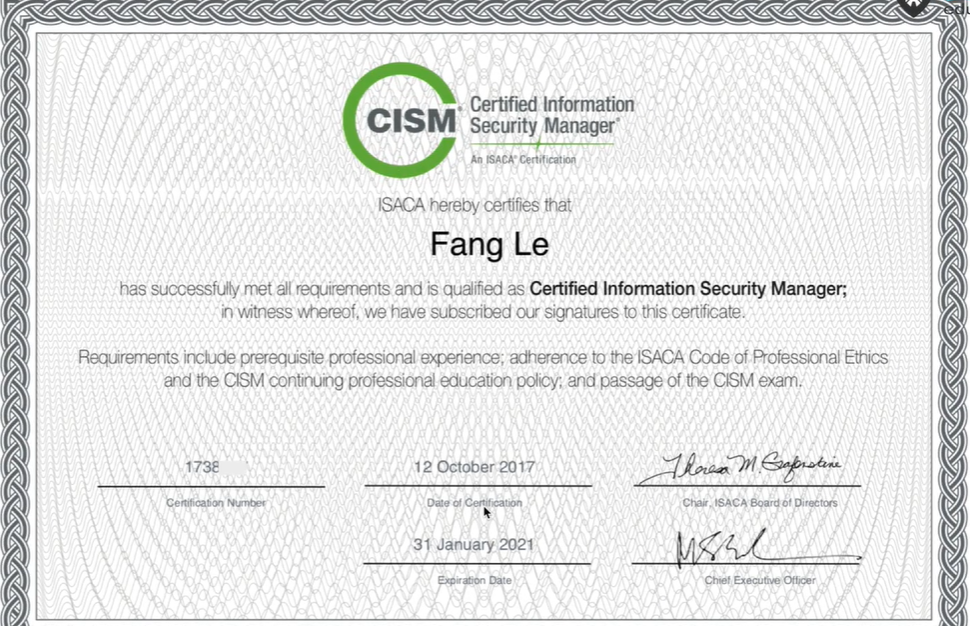 CISM®
Certified Information
Security Manager®
An ISACA® Certification
ISACA hereby certifies that
Fang Le
has successfully met all requirements and is qualified as Certified Information Security Manager;
in witness whereof, we have subscribed our signatures to this certificate.
Requirements include prerequisite professional experience; adherence to the ISACA Code of Professional Ethics
and the CISM continuing professional education policy; and passage of the CISM exam.
1738
12 October 2017
Certification Number
Date of Certification
Chair, ISACA Board of Directors
31 January 2021
Expiration Date
Chief Executive Officer